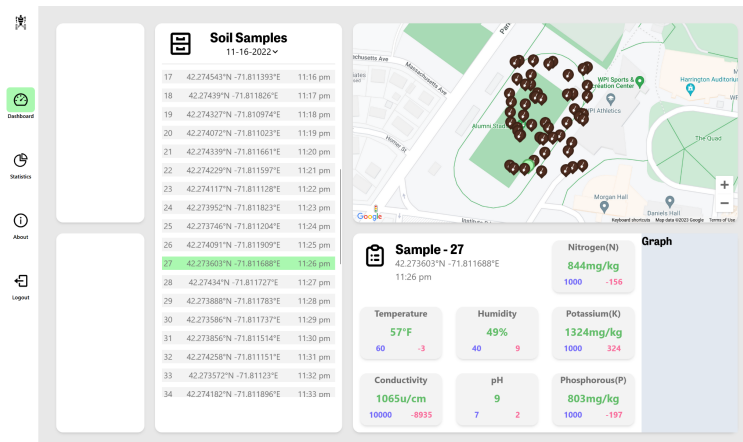 Dashboard
Statistics
About
Logout
Soil Samples
11-16-2022
17 42.274543°N -71.811393°E 11:16 pm
18 42.27439°N -71.811826°E 11:17 pm
19 42.274327°N -71.810974°E 11:18 pm
20 42.274072°N -71.811023°E 11:19 pm
21 42.274339°N -71.811661°E 11:20 pm
22 42.274229°N -71.811597°E 11:21 pm
23 42.274117°N -71.811128°E 11:22 pm
24 42.273952°N -71.811823°E 11:23 pm
25 42.273746°N -71.811204°E 11:24 pm
26 42.274091°N -71.811909°E 11:25 pm
27 42.273603°N -71.811688°E 11:26 pm
28 42.27434°N -71.811727°E 11:27 pm
29 42.273888°N -71.811783°E 11:28 pm
30 42.273586°N -71.811737°E 11:29 pm
31 42.273856°N -71.811514°E 11:30 pm
32 42.274258°N -71.811151°E 11:31 pm
33 42.273572°N -71.81123°E 11:32 pm
34 42.274182°N -71.811896°E 11:33 pm
Massachusetts Ave
WPI Sports &
Harrington Auditoriu
WPI Athletics
Alumni Stad
The Quad
Morgan Hall
Daniels Hall
Google
Keyboard shortcuts Map data ©2023 Google Terms of Use
Sample - 27
42.273603°N -71.811688°E
11:26 pm
Nitrogen(N)
844mg/kg
1000 -156
Graph
Temperature
57°F
60 -3
Humidity
49%
40 9
Potassium(K)
1324mg/kg
1000 324
Conductivity
1065u/cm
10000 -8935
pH
9
7 2
Phosphorous(P)
803mg/kg
1000 -197